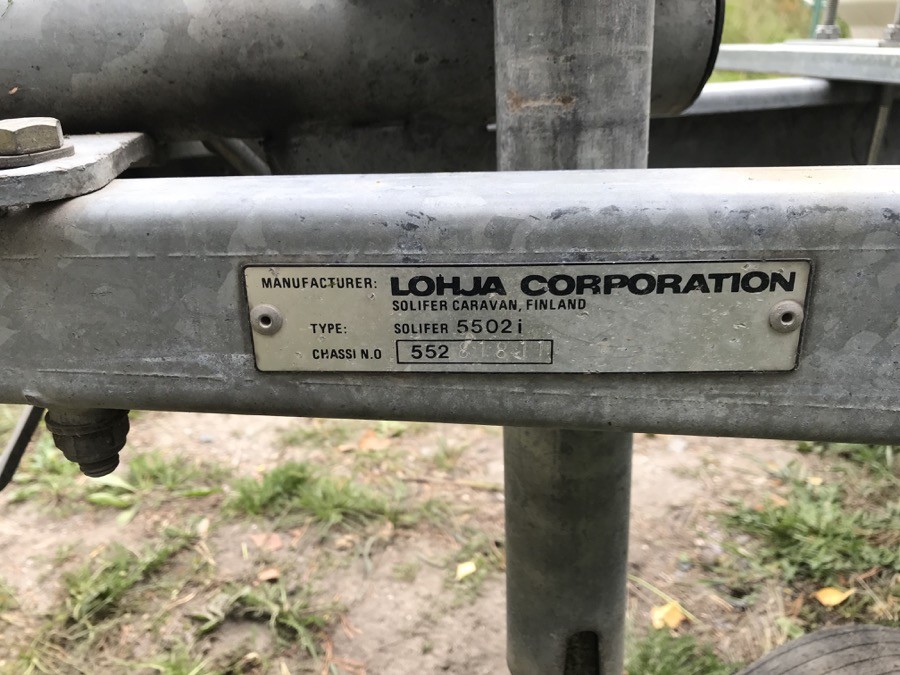 MANUFACTURER: LOHJA CORPORATION
SOLIFER CARAVAN, FINLAND
TYPE: SOLIFER 5502i
CHASSI N.O 552